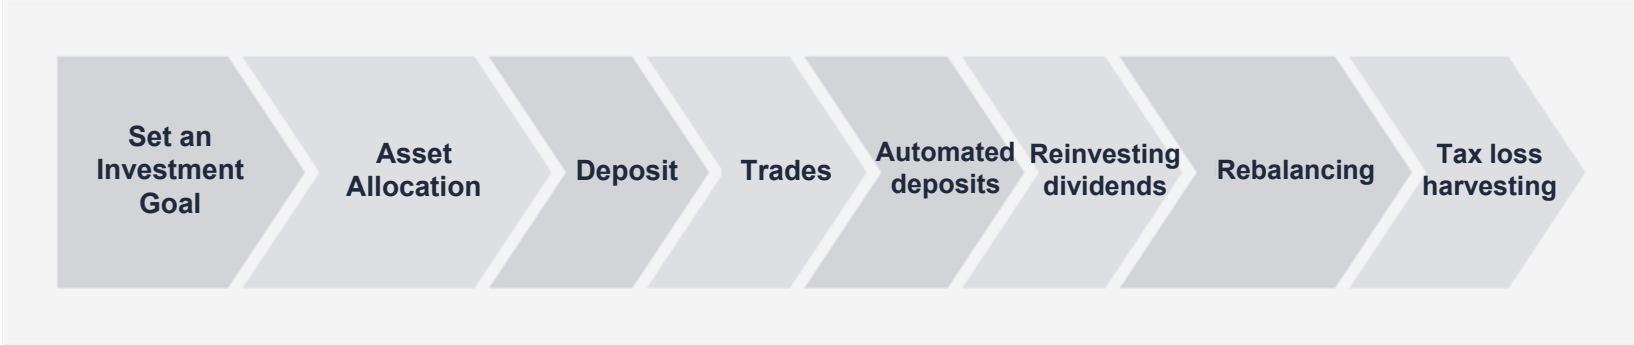 Set an
Investment
Goal
Asset
Allocation
Deposit
Trades
Automated
deposits
Reinvesting
dividends
Rebalancing
Tax loss
harvesting